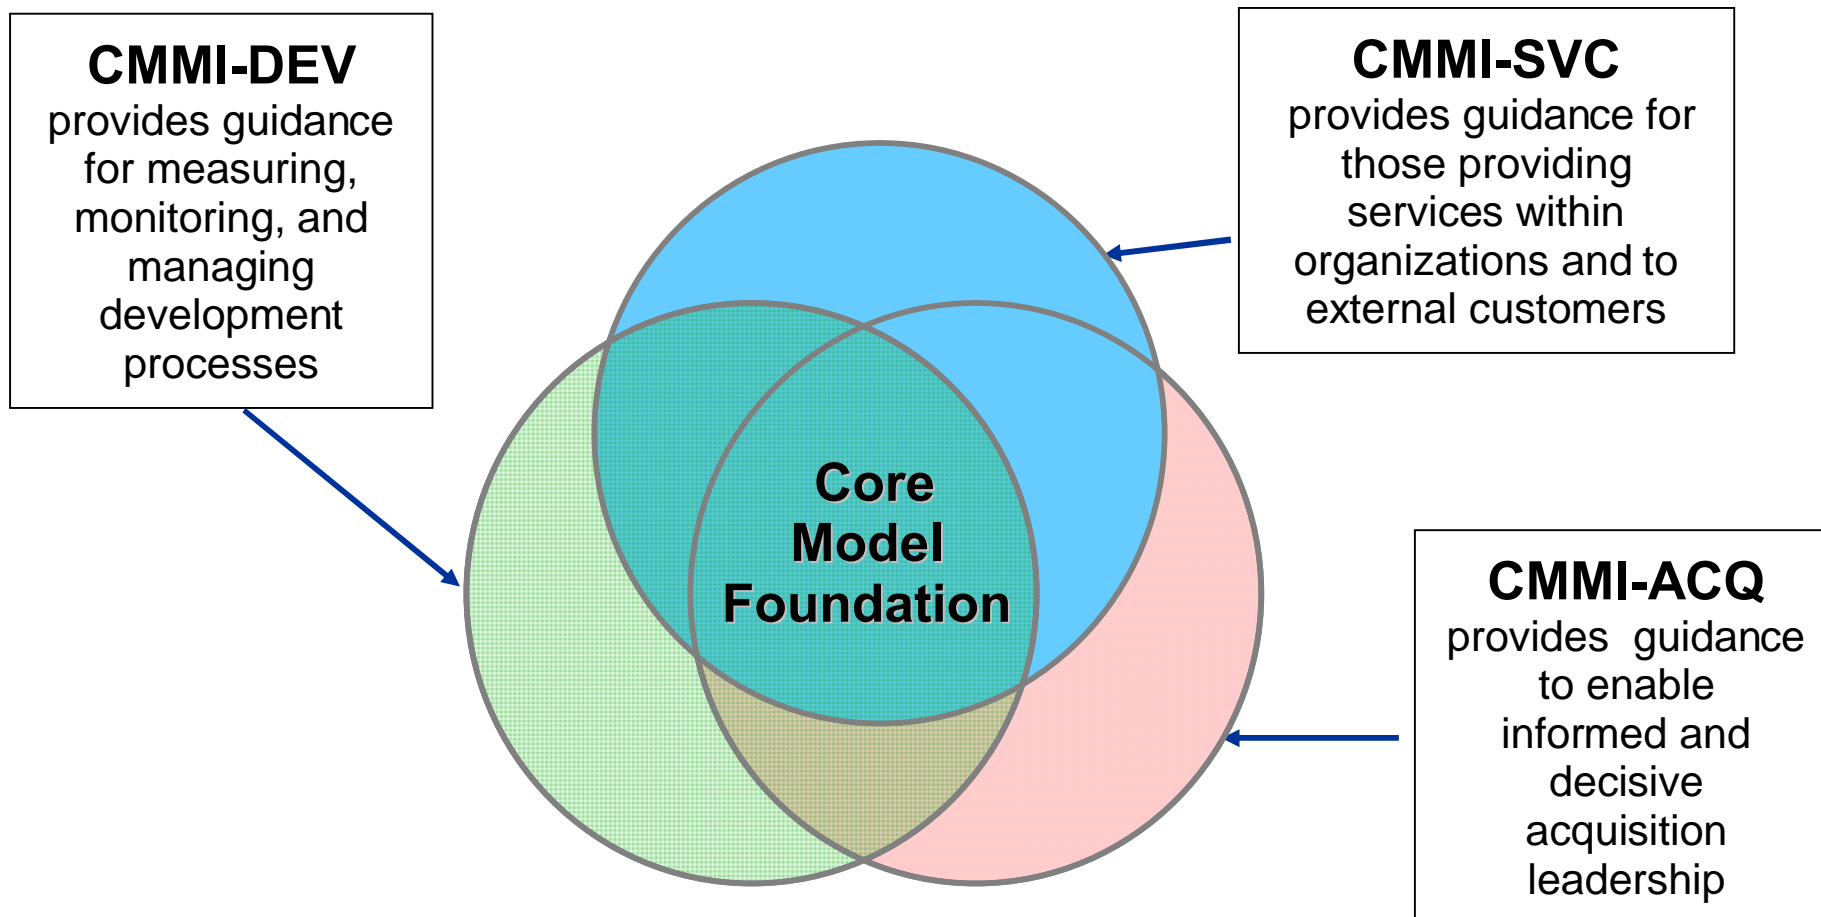 CMMI-DEV
provides guidance
for measuring,
monitoring, and
managing
development
processes
CMMI-SVC
provides guidance for
those providing
services within
organizations and to
external customers
Core
Model
Foundation
CMMI-ACQ
provides guidance
to enable
informed and
decisive
acquisition
leadership